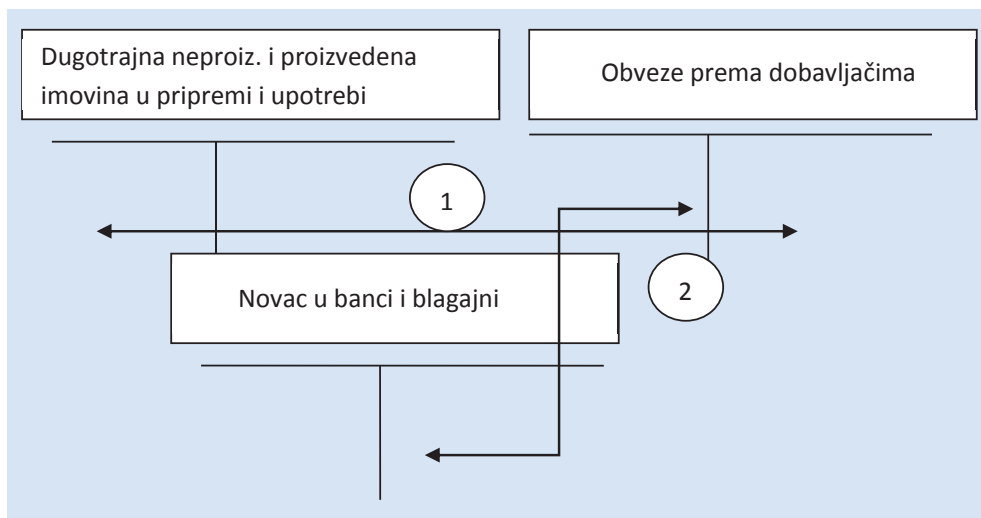 Dugotrajna neproiz. i proizvedena
imovina u pripremi i upotrebi
Obveze prema dobavljačima
1
Novac u banci i blagajni
2